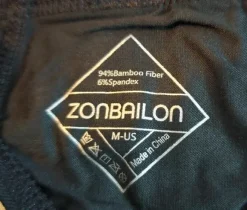 94%Bamboo Fiber
6%Spandex
ZONBAILON
M-US
Made in China